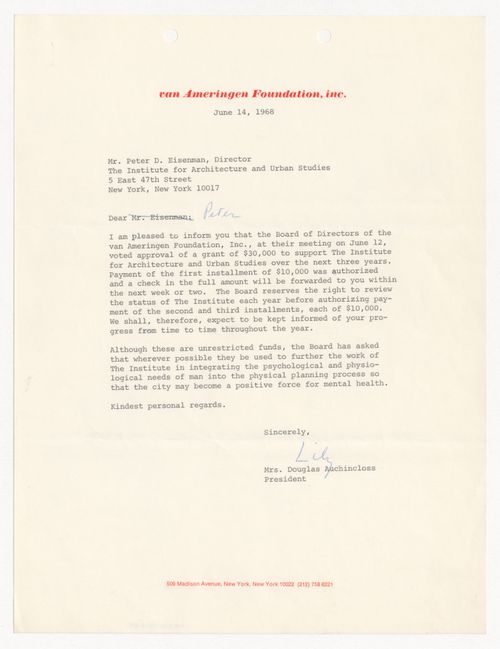 van Ameringen Foundation, inc.
June 14, 1968
Mr. Peter D. Eisenman, Director
The Institute for Architecture and Urban Studies
5 East 47th Street
New York, New York 10017
Dear Mr. Eisenman: Peter
I am pleased to inform you that the Board of Directors of the
van Ameringen Foundation, Inc., at their meeting on June 12,
voted approval of a grant of $30,000 to support The Institute
for Architecture and Urban Studies over the next three years.
Payment of the first installment of $10,000 was authorized
and a check in the full amount will be forwarded to you within
the next week or two. The Board reserves the right to review
the status of The Institute each year before authorizing pay-
ment of the second and third installments, each of $10,000.
We shall, therefore, expect to be kept informed of your pro-
gress from time to time throughout the year.
Although these are unrestricted funds, the Board has asked
that wherever possible they be used to further the work of
The Institute in integrating the psychological and physio-
logical needs of man into the physical planning process so
that the city may become a positive force for mental health.
Kindest personal regards.
Sincerely,
Lily
Mrs. Douglas Auchincloss
President
509 Madison Avenue, New York, New York 10022 (212) 758 6221